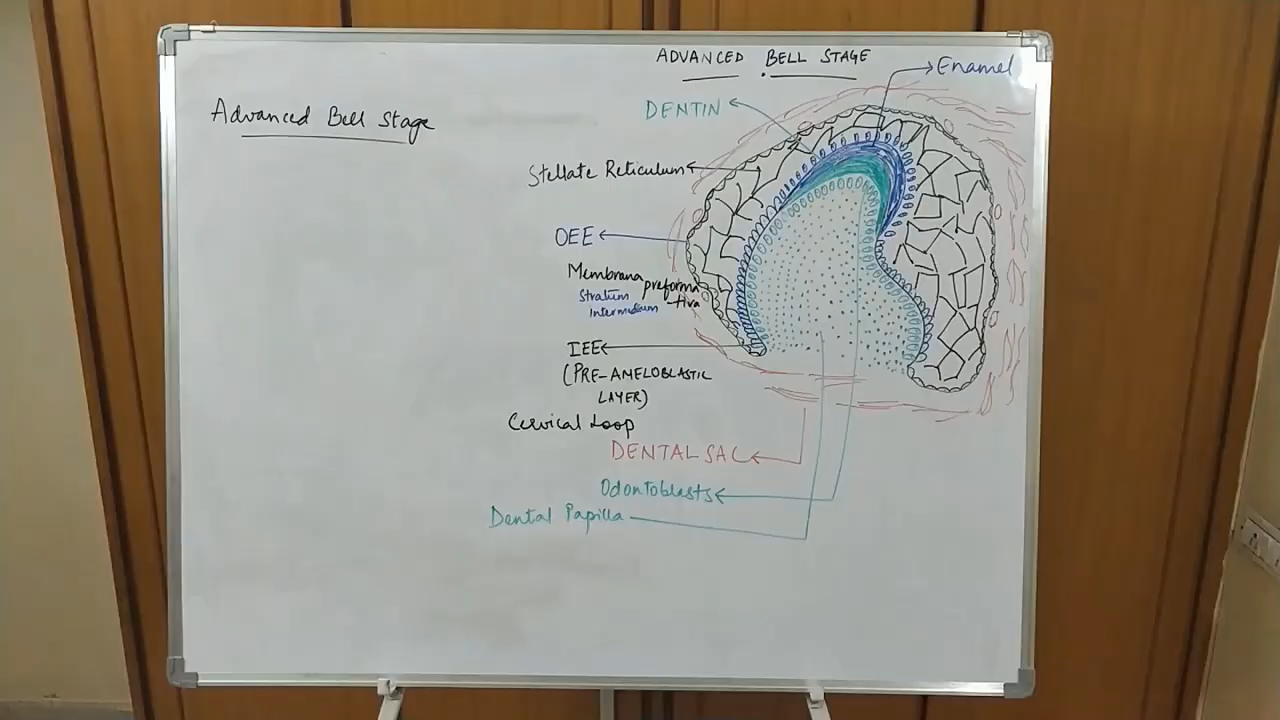 ADVANCED BELL STAGE
Enamel
DENTIN
Advanced Bell Stage
Stellate Reticulum
OEE
Membrana preforma
-tiva
Stratum
Intermedium
IEE
(PRE-AMELOBLASTIC
LAYER)
Cervical Loop
DENTAL SAC
Odontoblasts
Dental Papilla